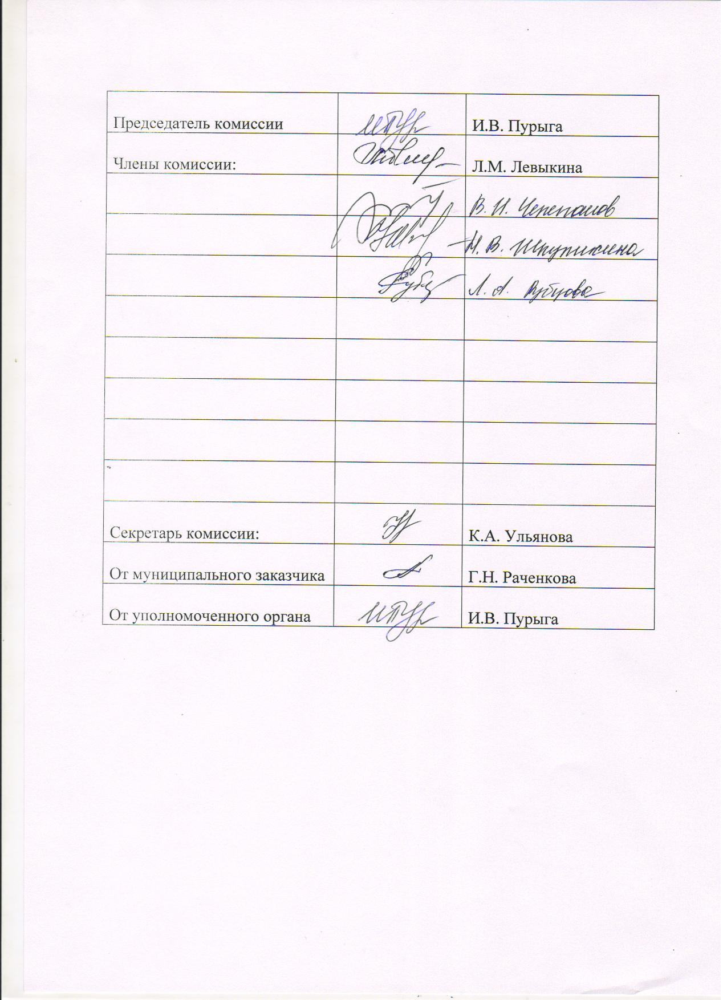 Председатель комиссии И.В. Пурыга
Члены комиссии: Л.М. Левыкина
В. И. Черепанов
Н. В. Шкурихина
Л. А. Рубцова
Секретарь комиссии: К.А. Ульянова
От муниципального заказчика Г.Н. Раченкова
От уполномоченного органа И.В. Пурыга